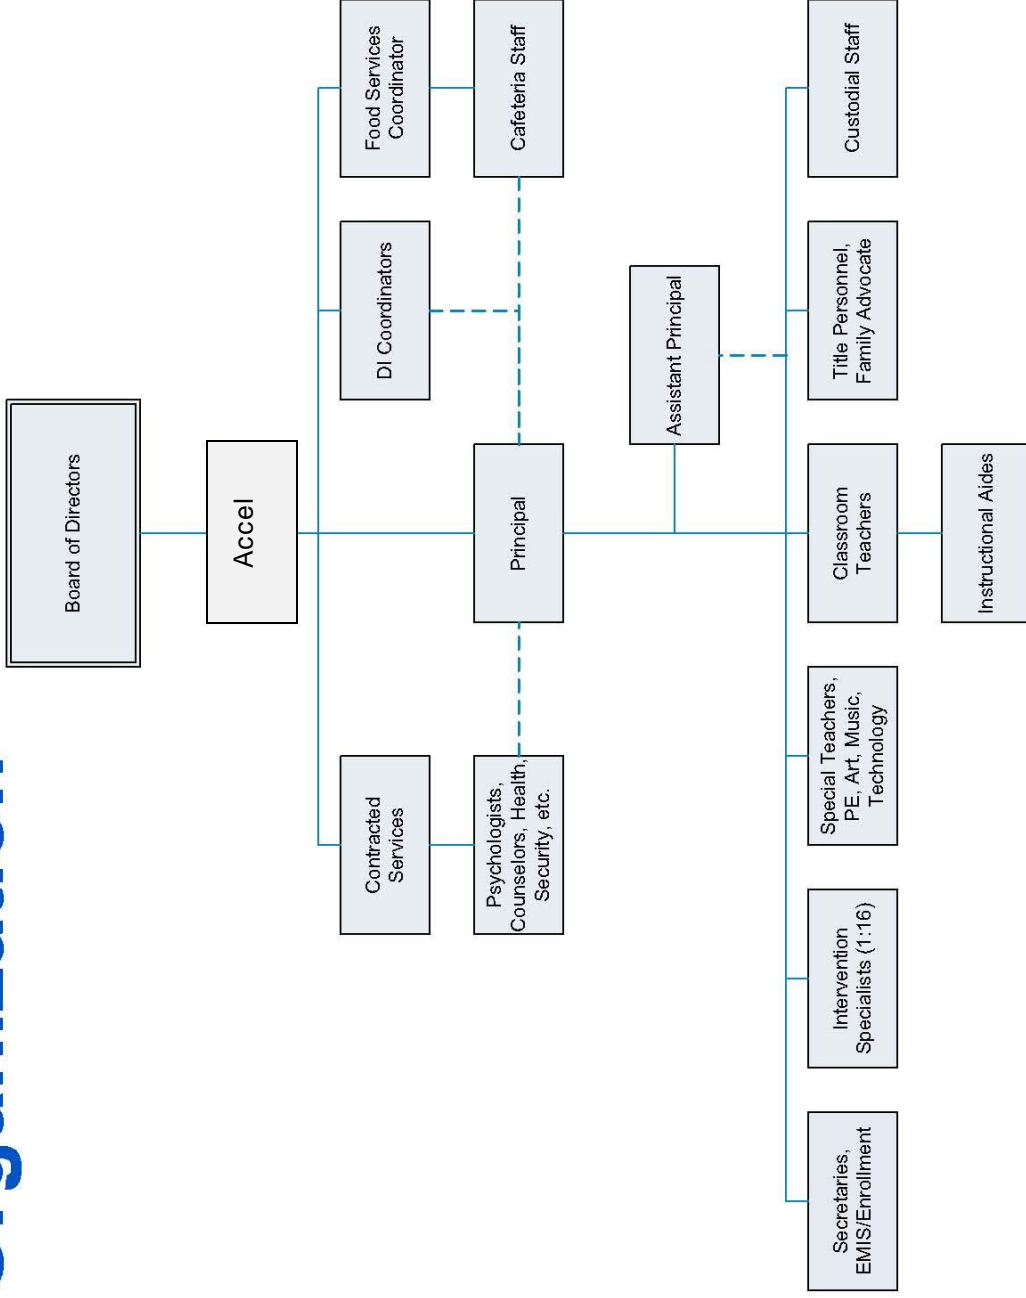 Organization
Board of Directors
Accel
Contracted
Services
DI Coordinators
Food Services
Coordinator
Psychologists,
Counselors, Health,
Security, etc.
Principal
Cafeteria Staff
Assistant Principal
Secretaries,
EMIS/Enrollment
Intervention
Specialists (1:16)
Special Teachers,
PE, Art, Music,
Technology
Classroom
Teachers
Title Personnel,
Family Advocate
Custodial Staff
Instructional Aides